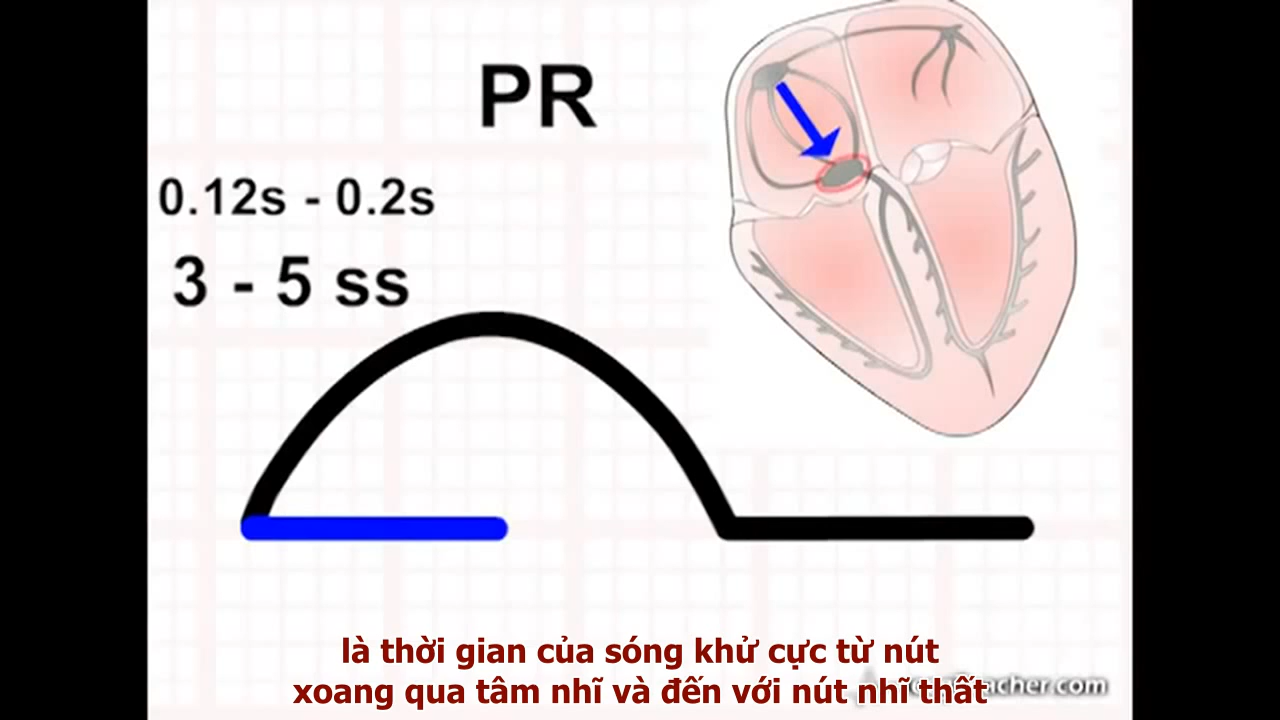 PR
0.12s - 0.2s
3 - 5 ss
là thời gian của sóng khử cực từ nút
xoang qua tâm nhĩ và đến với nút nhĩ thất